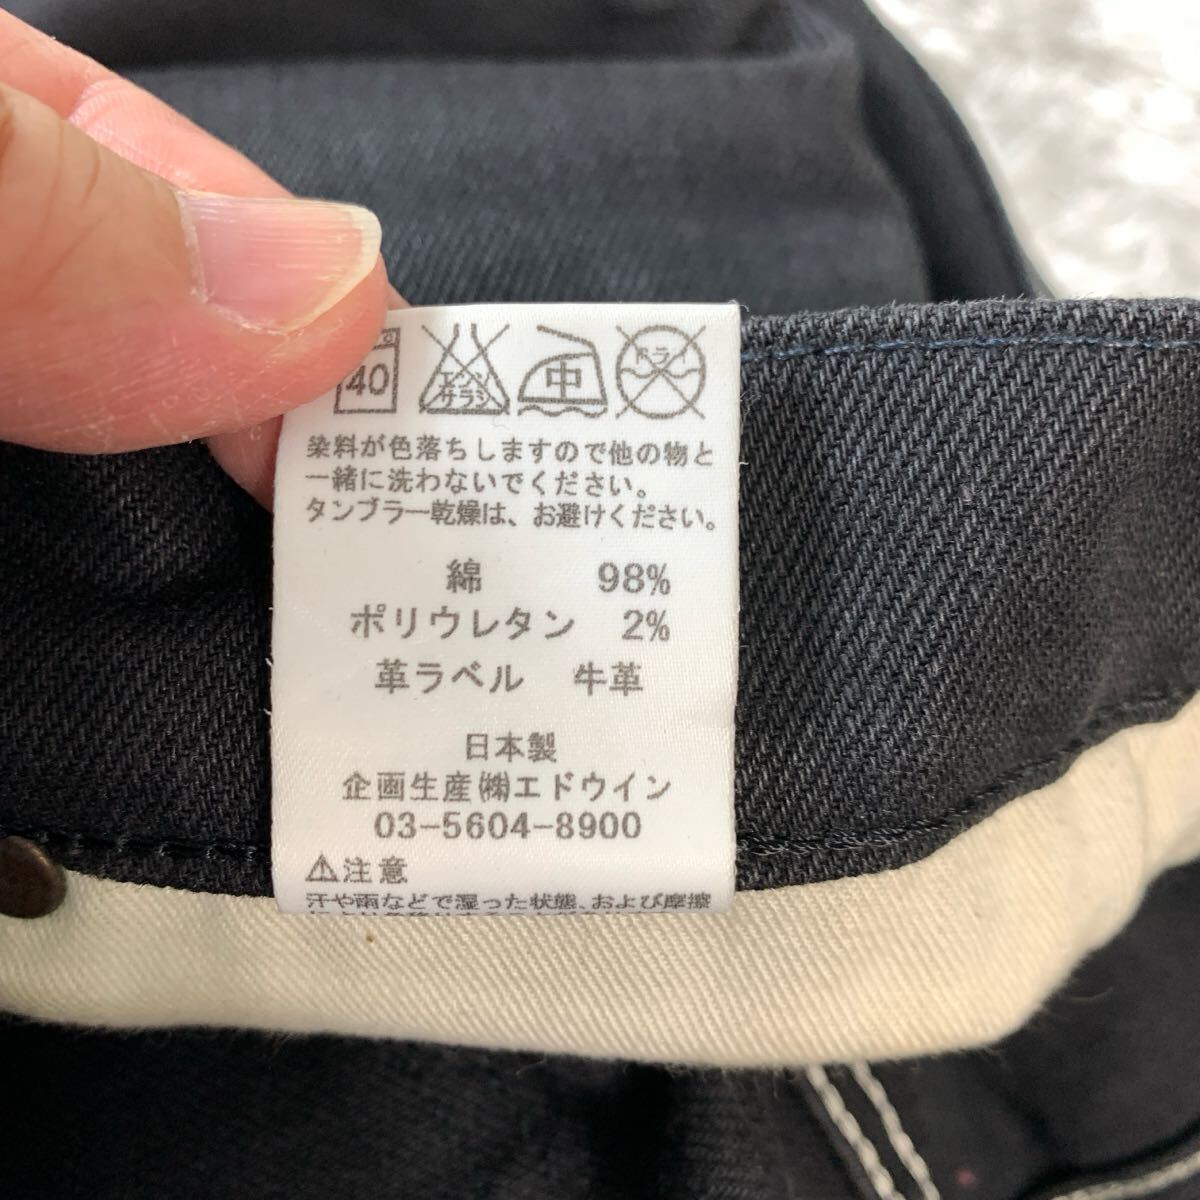 40
エンソ
サラシ
中
ドライ
染料が色落ちしますので他の物と
一緒に洗わないでください。
タンブラー乾燥は、お避けください。
綿 98%
ポリウレタン 2%
革ラベル 牛革
日本製
企画生産㈱エドウイン
03-5604-8900
⚠注意
汗や雨などで湿った状態、および摩擦